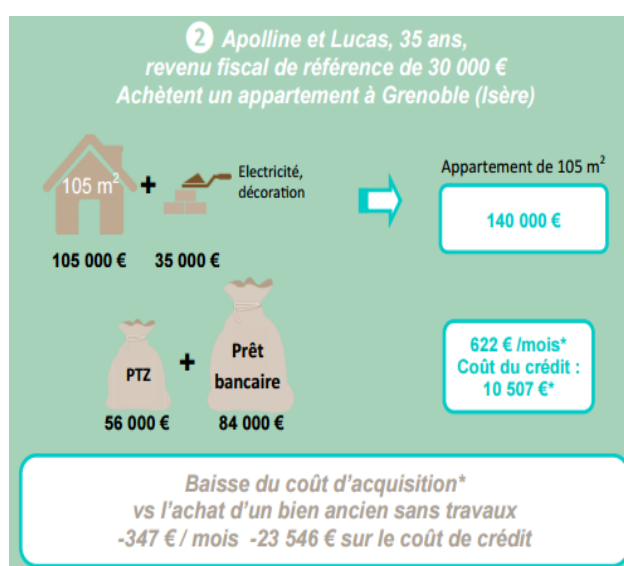 2 Apolline et Lucas, 35 ans,
revenu fiscal de référence de 30 000 €
Achètent un appartement à Grenoble (Isère)
105 m²
+
Electricité,
décoration
105 000 €
35 000 €
Appartement de 105 m²
140 000 €
PTZ
+
Prêt
bancaire
56 000 €
84 000 €
622 € /mois*
Coût du crédit :
10 507 €*
Baisse du coût d'acquisition*
vs l'achat d'un bien ancien sans travaux
-347 € / mois -23 546 € sur le coût de crédit